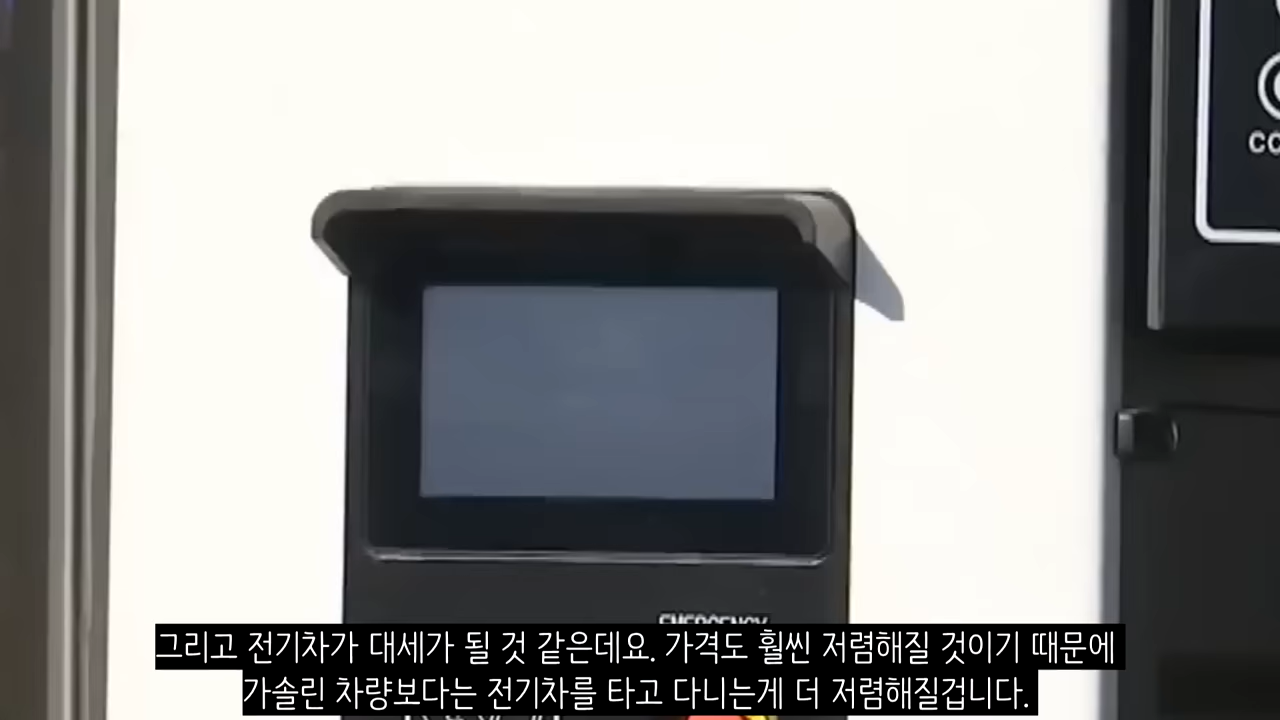 그리고 전기차가 대세가 될 것 같은데요. 가격도 훨씬 저렴해질 것이기 때문에
가솔린 차량보다는 전기차를 타고 다니는게 더 저렴해질겁니다.